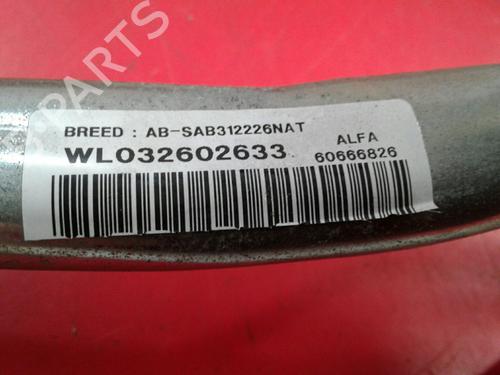 PARTS
BREED : AB-SAB312226NAT
ALFA
WL032602633
60666826